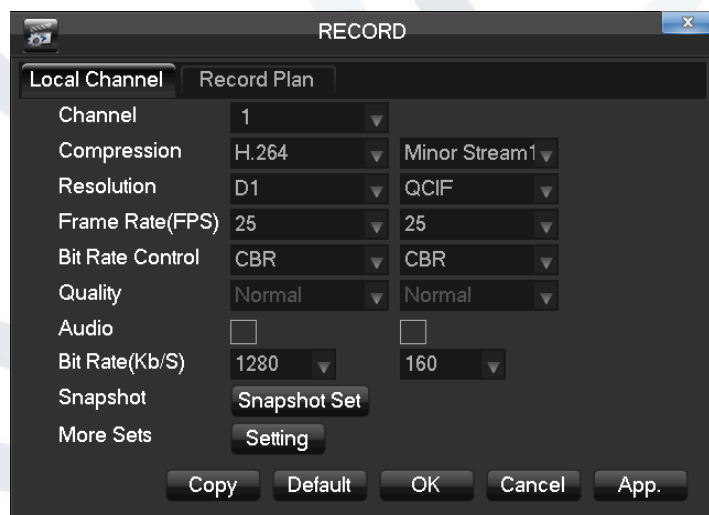 RECORD
x
Local Channel Record Plan
Channel 1
Compression H.264 Minor Stream1
Resolution D1 QCIF
Frame Rate(FPS) 25 25
Bit Rate Control CBR CBR
Quality Normal Normal
Audio
Bit Rate(Kb/S) 1280 160
Snapshot Snapshot Set
More Sets Setting
Copy Default OK Cancel App.